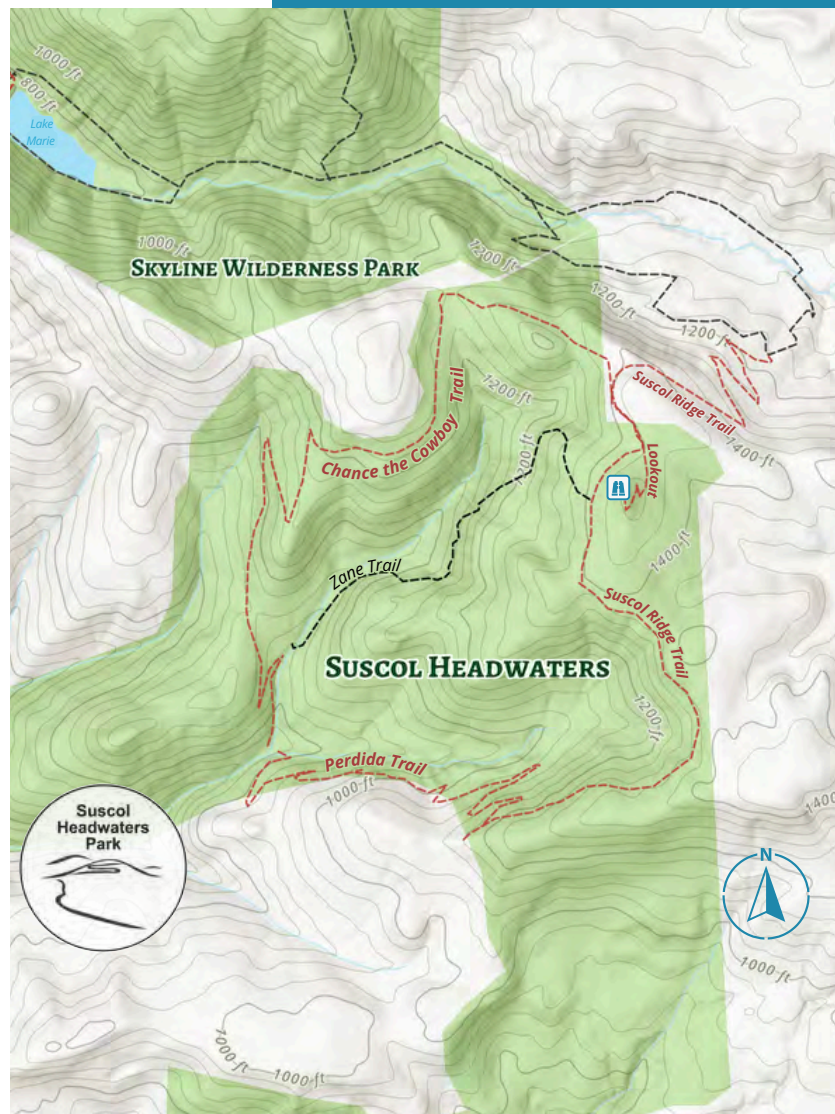 1000-ft
800-ft
Lake
Marie
1000 ft
Skyline Wilderness Park
1200-ft
1200-ft
1200-ft
Suscol Ridge Trail
1400-ft
1200 ft
Chance the Cowboy Trail
1200-ft
Lookout
1400-ft
Zane Trail
Suscol Ridge Trail
Suscol Headwaters
1200-ft
Perdida Trail
1000-ft
1400
Suscol
Headwaters
Park
N
1000-ft
1000-ft
1000-ft